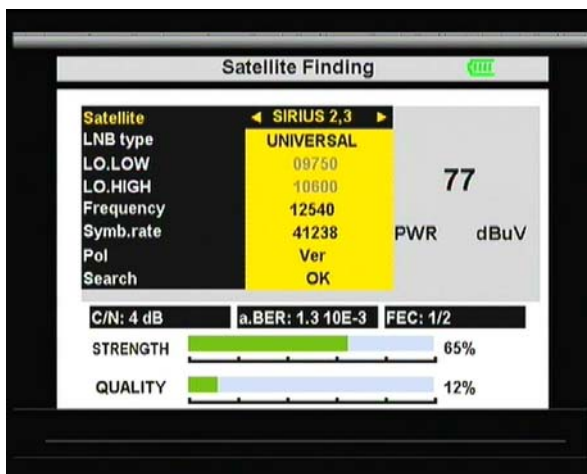 Satellite Finding
Satellite ◄ SIRIUS 2,3 ►
LNB type UNIVERSAL
LO.LOW 09750
LO.HIGH 10600
Frequency 12540
Symb.rate 41238
Pol Ver
Search OK
77
PWR dBuV
C/N: 4 dB a.BER: 1.3 10E-3 FEC: 1/2
STRENGTH 65%
QUALITY 12%